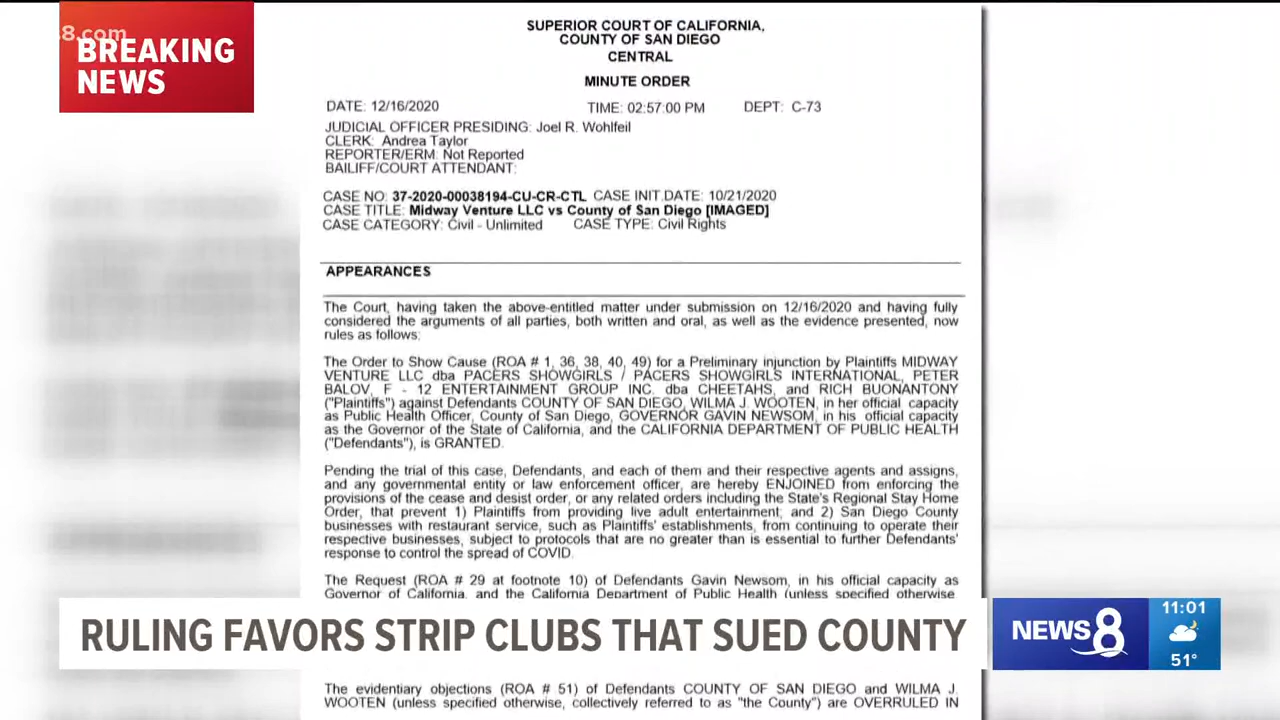 8.com
BREAKING
NEWS
SUPERIOR COURT OF CALIFORNIA,
COUNTY OF SAN DIEGO
CENTRAL
MINUTE ORDER
DATE: 12/16/2020 TIME: 02:57:00 PM DEPT: C-73
JUDICIAL OFFICER PRESIDING: Joel R. Wohlfeil
CLERK: Andrea Taylor
REPORTER/ERM: Not Reported
BAILIFF/COURT ATTENDANT:
CASE NO: 37-2020-00038194-CU-CR-CTL CASE INIT.DATE: 10/21/2020
CASE TITLE: Midway Venture LLC vs County of San Diego [IMAGED]
CASE CATEGORY: Civil - Unlimited CASE TYPE: Civil Rights
APPEARANCES
The Court, having taken the above-entitled matter under submission on 12/16/2020 and having fully
considered the arguments of all parties, both written and oral, as well as the evidence presented, now
rules as follows:
The Order to Show Cause (ROA # 1, 36, 38, 40, 49) for a Preliminary injunction by Plaintiffs MIDWAY
VENTURE LLC dba PACERS SHOWGIRLS / PACERS SHOWGIRLS INTERNATIONAL, PETER
BALOV, F - 12 ENTERTAINMENT GROUP INC. dba CHEETAHS, and RICH BUONANTONY
("Plaintiffs") against Defendants COUNTY OF SAN DIEGO, WILMA J. WOOTEN, in her official capacity
as Public Health Officer, County of San Diego, GOVERNOR GAVIN NEWSOM, in his official capacity
as the Governor of the State of California, and the CALIFORNIA DEPARTMENT OF PUBLIC HEALTH
("Defendants"), is GRANTED.
Pending the trial of this case, Defendants, and each of them and their respective agents and assigns,
and any governmental entity or law enforcement officer, are hereby ENJOINED from enforcing the
provisions of the cease and desist order, or any related orders including the State's Regional Stay Home
Order, that prevent 1) Plaintiffs from providing live adult entertainment; and 2) San Diego County
businesses with restaurant service, such as Plaintiffs' establishments, from continuing to operate their
respective businesses, subject to protocols that are no greater than is essential to further Defendants'
response to control the spread of COVID.
The Request (ROA # 29 at footnote 10) of Defendants Gavin Newsom, in his official capacity as
Governor of California, and the California Department of Public Health (unless specified otherwise,
RULING FAVORS STRIP CLUBS THAT SUED COUNTY
NEWS 8
11:01
51°
The evidentiary objections (ROA # 51) of Defendants COUNTY OF SAN DIEGO and WILMA J.
WOOTEN (unless specified otherwise, collectively referred to as "the County") are OVERRULED IN